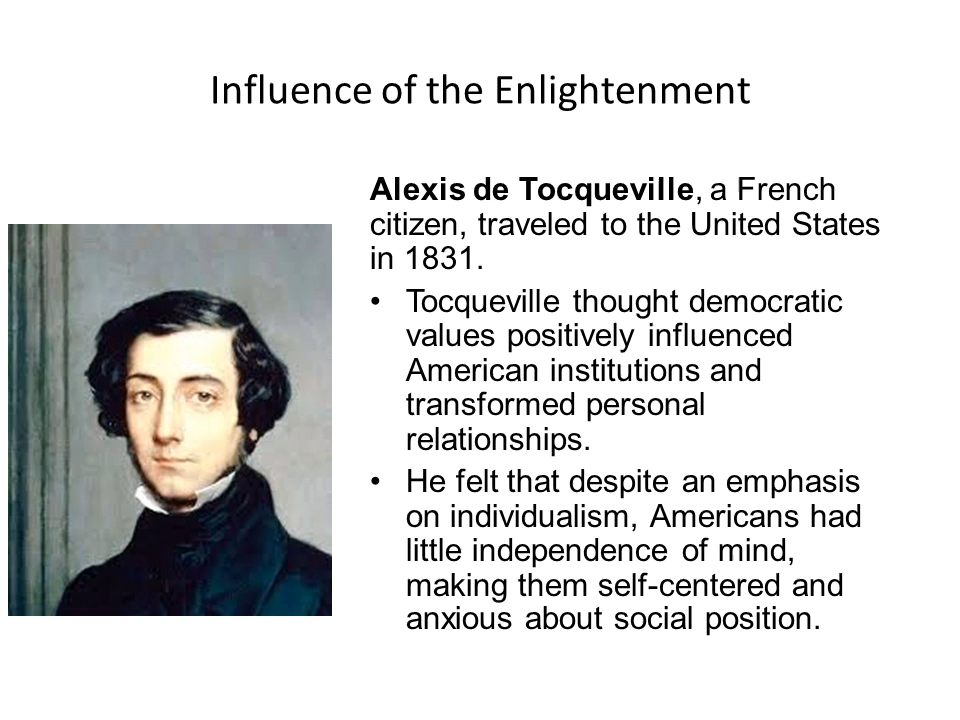 Influence of the Enlightenment
Alexis de Tocqueville, a French
citizen, traveled to the United States
in 1831.
• Tocqueville thought democratic
values positively influenced
American institutions and
transformed personal
relationships.
• He felt that despite an emphasis
on individualism, Americans had
little independence of mind,
making them self-centered and
anxious about social position.